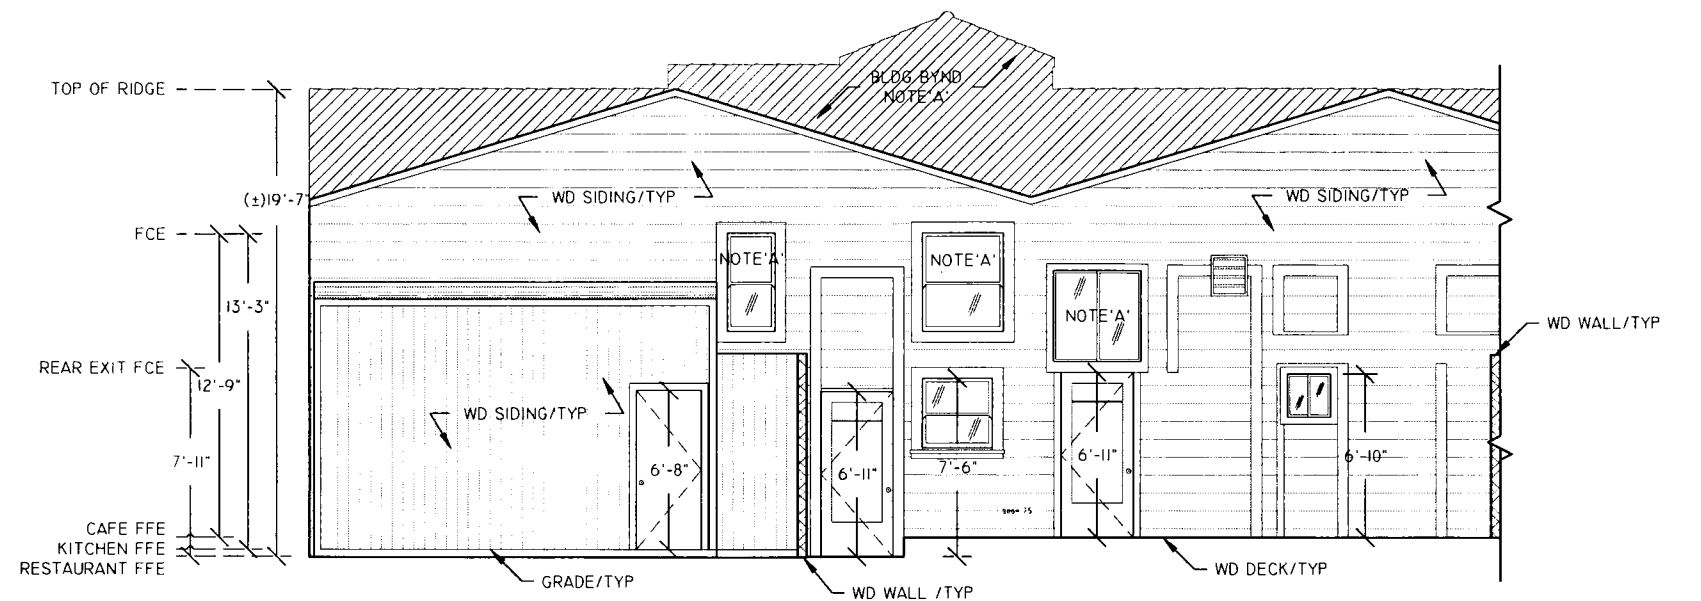 BLDG BYND
NOTE'A'
TOP OF RIDGE
(±)19'-7"
WD SIDING/TYP
WD SIDING/TYP
FCE
NOTE'A'
NOTE'A'
13'-3"
NOTE'A'
WD WALL/TYP
REAR EXIT FCE
12'-9"
WD SIDING/TYP
7'-11"
6'-8"
6'-11"
7'-6"
6'-11"
6'-10"
CAFE FFE
KITCHEN FFE
RESTAURANT FFE
GRADE/TYP
WD WALL /TYP
WD DECK/TYP